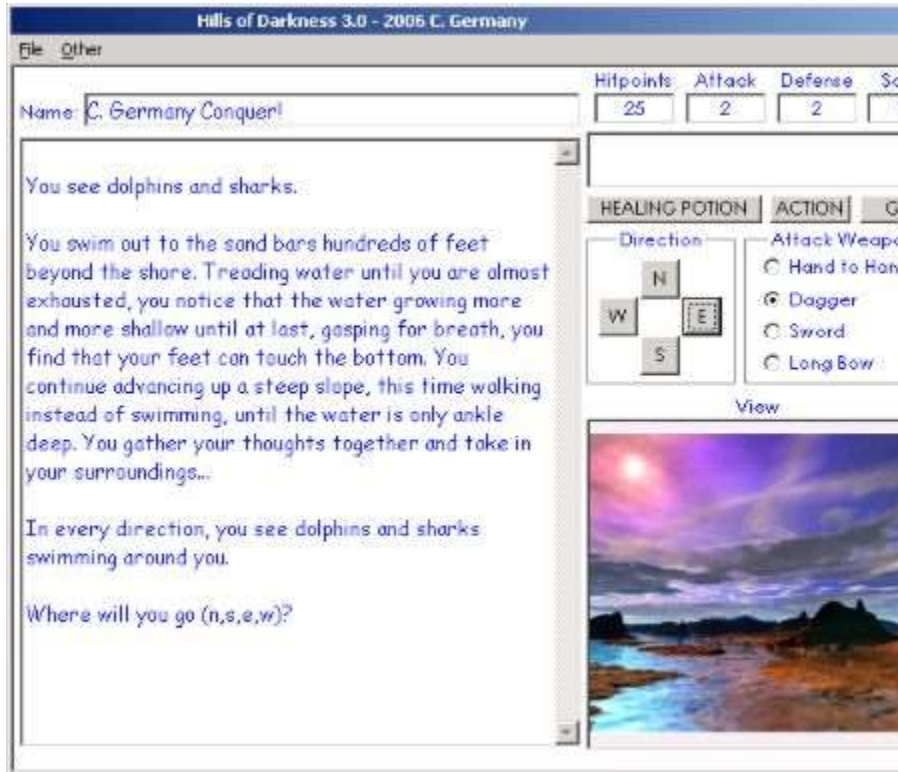 Hills of Darkness 3.0 - 2006 C. Germany
File Other
Hitpoints Attack Defense
Name: C. Germany Conquer!
25 2 2
You see dolphins and sharks.
HEALING POTION ACTION G
You swim out to the sand bars hundreds of feet
beyond the shore. Treading water until you are almost
exhausted, you notice that the water growing more
and more shallow until at last, gasping for breath, you
find that your feet can touch the bottom. You
continue advancing up a steep slope, this time walking
instead of swimming, until the water is only ankle
deep. You gather your thoughts together and take in
your surroundings...
In every direction, you see dolphins and sharks
swimming around you.
Where will you go (n,s,e,w)?
Direction
N
W E
S
Attack Weapo
Hand to Han
Dagger
Sword
Long Bow
View